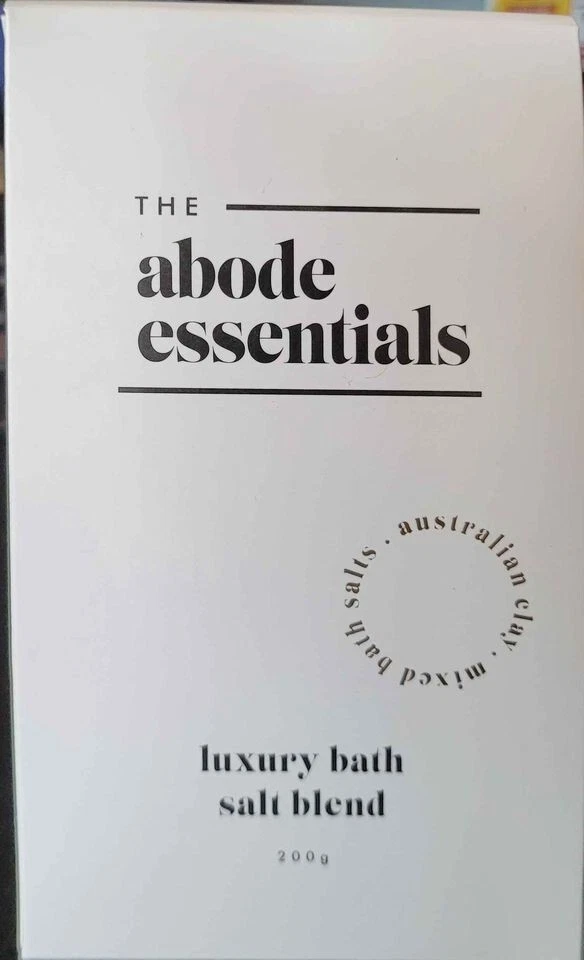 THE
abode
essentials
australian clay . mixed bath salts .
luxury bath
salt blend
200g